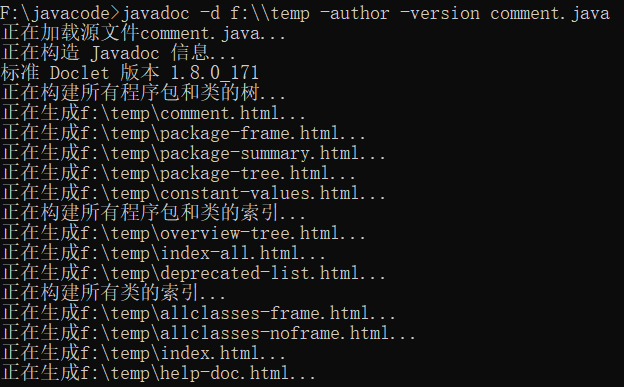 F:\javacode>javadoc -d f:\\temp -author -version comment.java
正在加载源文件comment.java...
正在构造 Javadoc 信息...
标准 Doclet 版本 1.8.0_171
正在构建所有程序包和类的树...
正在生成f:\temp\comment.html...
正在生成f:\temp\package-frame.html...
正在生成f:\temp\package-summary.html...
正在生成f:\temp\package-tree.html...
正在生成f:\temp\constant-values.html...
正在构建所有程序包和类的索引...
正在生成f:\temp\overview-tree.html...
正在生成f:\temp\index-all.html...
正在生成f:\temp\deprecated-list.html...
正在构建所有类的索引...
正在生成f:\temp\allclasses-frame.html...
正在生成f:\temp\allclasses-noframe.html...
正在生成f:\temp\index.html...
正在生成f:\temp\help-doc.html...